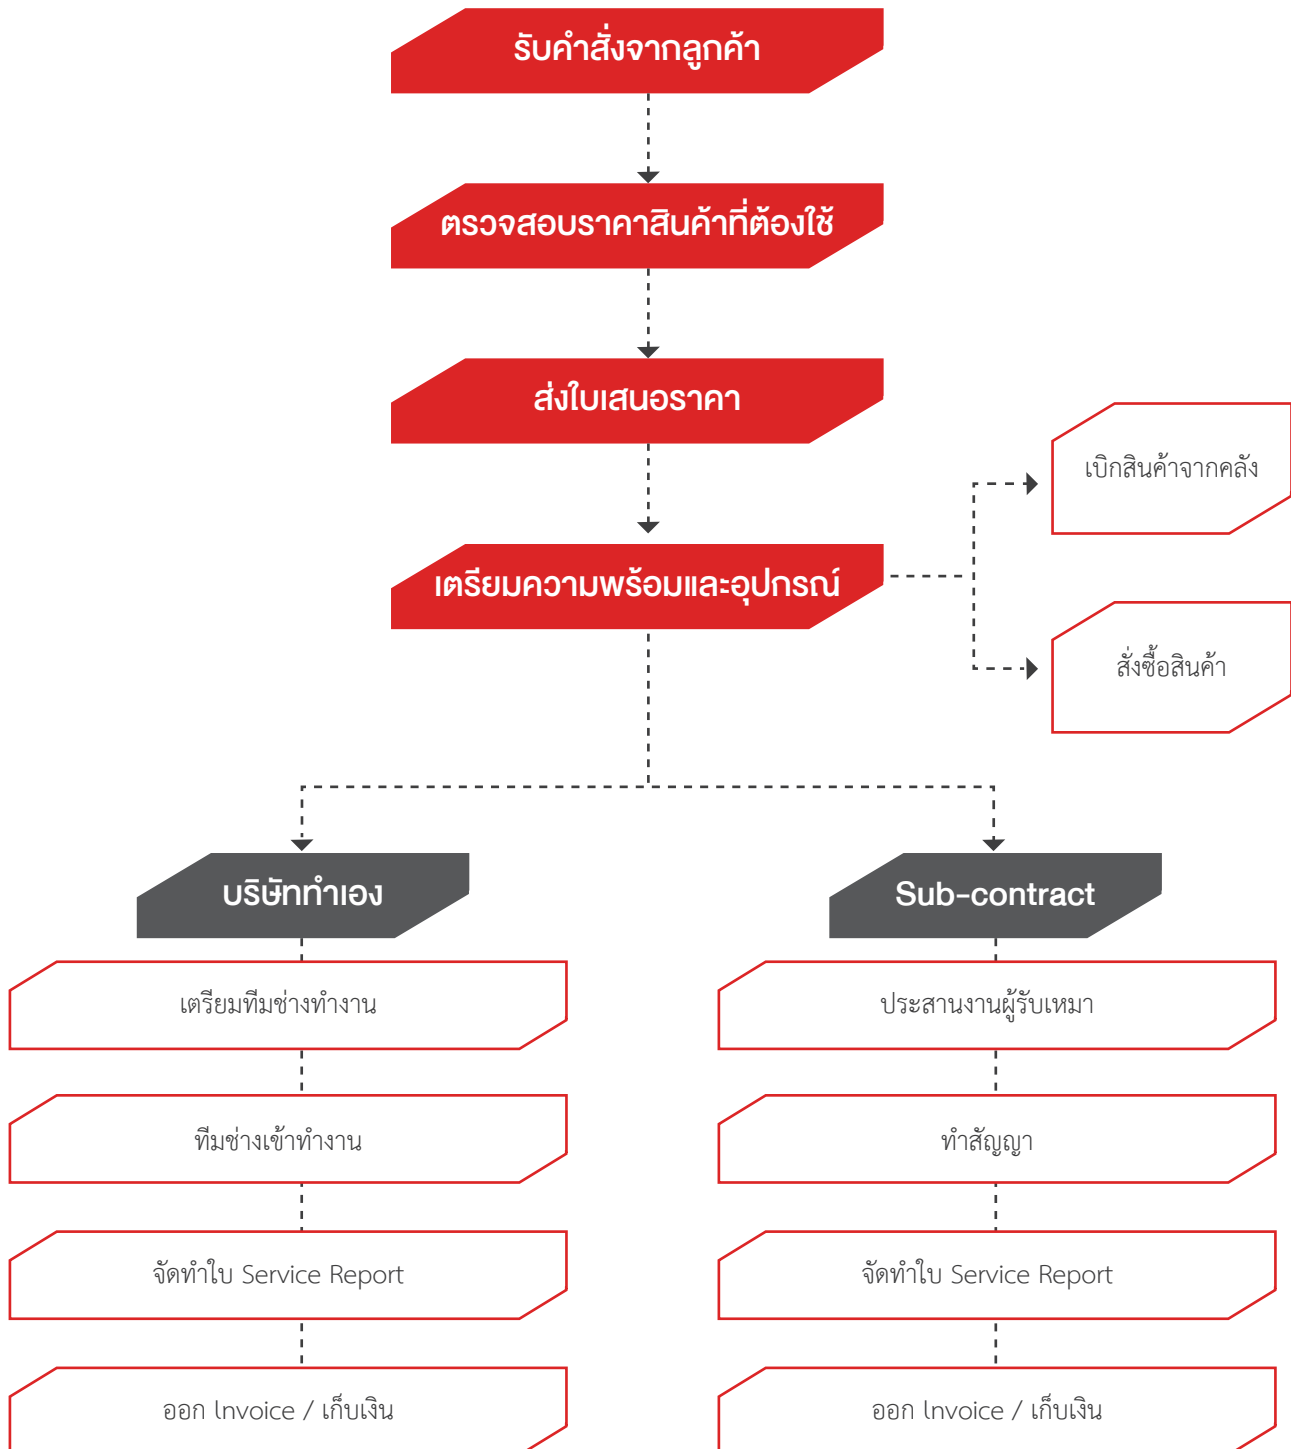 รับคำสั่งจากลูกค้า
ตรวจสอบราคาสินค้าที่ต้องใช้
ส่งใบเสนอราคา
เตรียมความพร้อมและอุปกรณ์
เบิกสินค้าจากคลัง
สั่งซื้อสินค้า
บริษัททำเอง
เตรียมทีมช่างทำงาน
ทีมช่างเข้าทำงาน
จัดทำใบ Service Report
ออก lnvoice / เก็บเงิน
Sub-contract
ประสานงานผู้รับเหมา
ทำสัญญา
จัดทำใบ Service Report
ออก lnvoice / เก็บเงิน